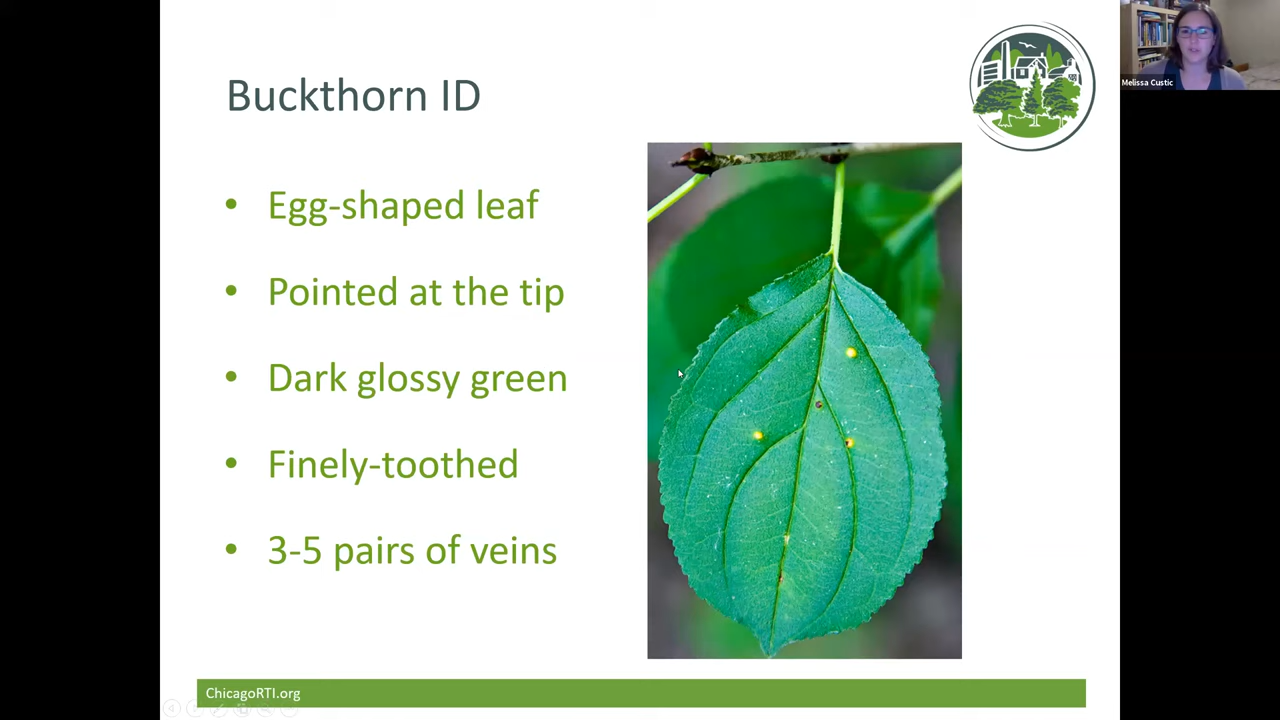 Buckthorn ID
• Egg-shaped leaf
• Pointed at the tip
• Dark glossy green
• Finely-toothed
• 3-5 pairs of veins
ChicagoRTI.org
Melissa Custic